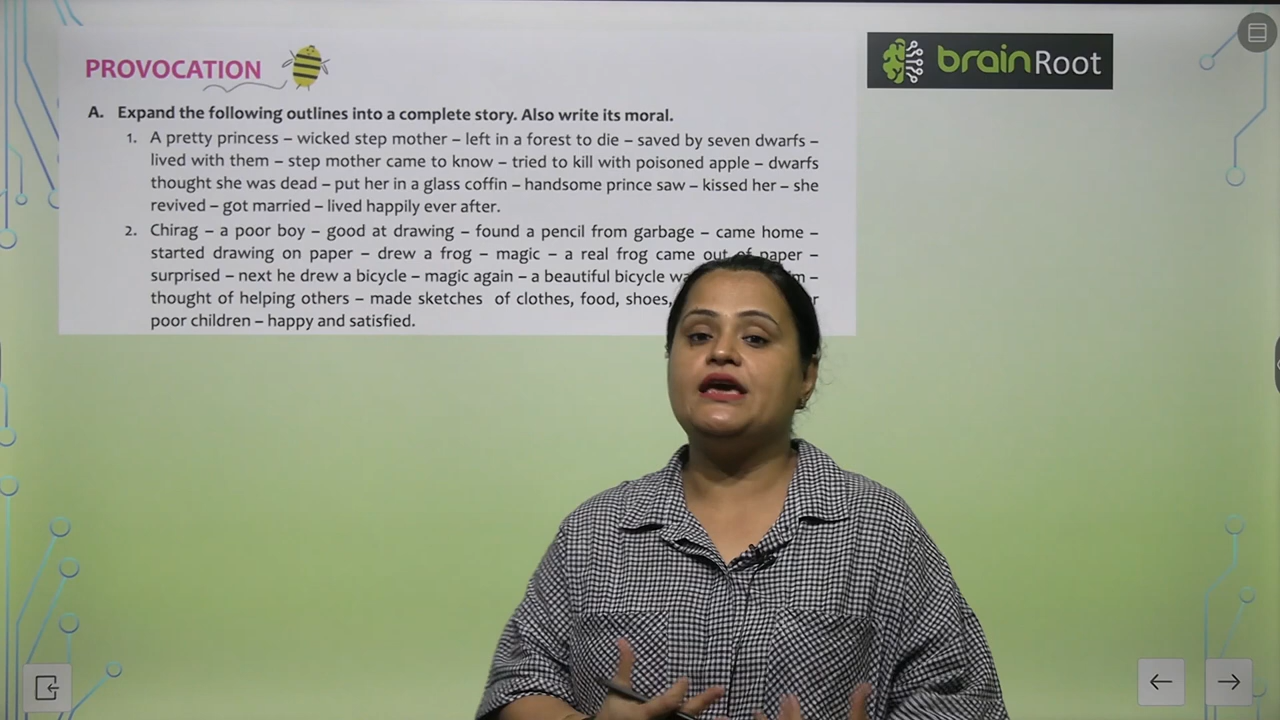 PROVOCATION
brainRoot
A. Expand the following outlines into a complete story. Also write its moral.
1. A pretty princess – wicked step mother – left in a forest to die – saved by seven dwarfs –
lived with them – step mother came to know – tried to kill with poisoned apple – dwarfs
thought she was dead – put her in a glass coffin – handsome prince saw – kissed her – she
revived – got married – lived happily ever after.
2. Chirag – a poor boy – good at drawing – found a pencil from garbage – came home –
started drawing on paper – drew a frog – magic – a real frog came out of paper –
surprised – next he drew a bicycle – magic again – a beautiful bicycle
thought of helping others – made sketches of clothes, food, shoes,
poor children – happy and satisfied.